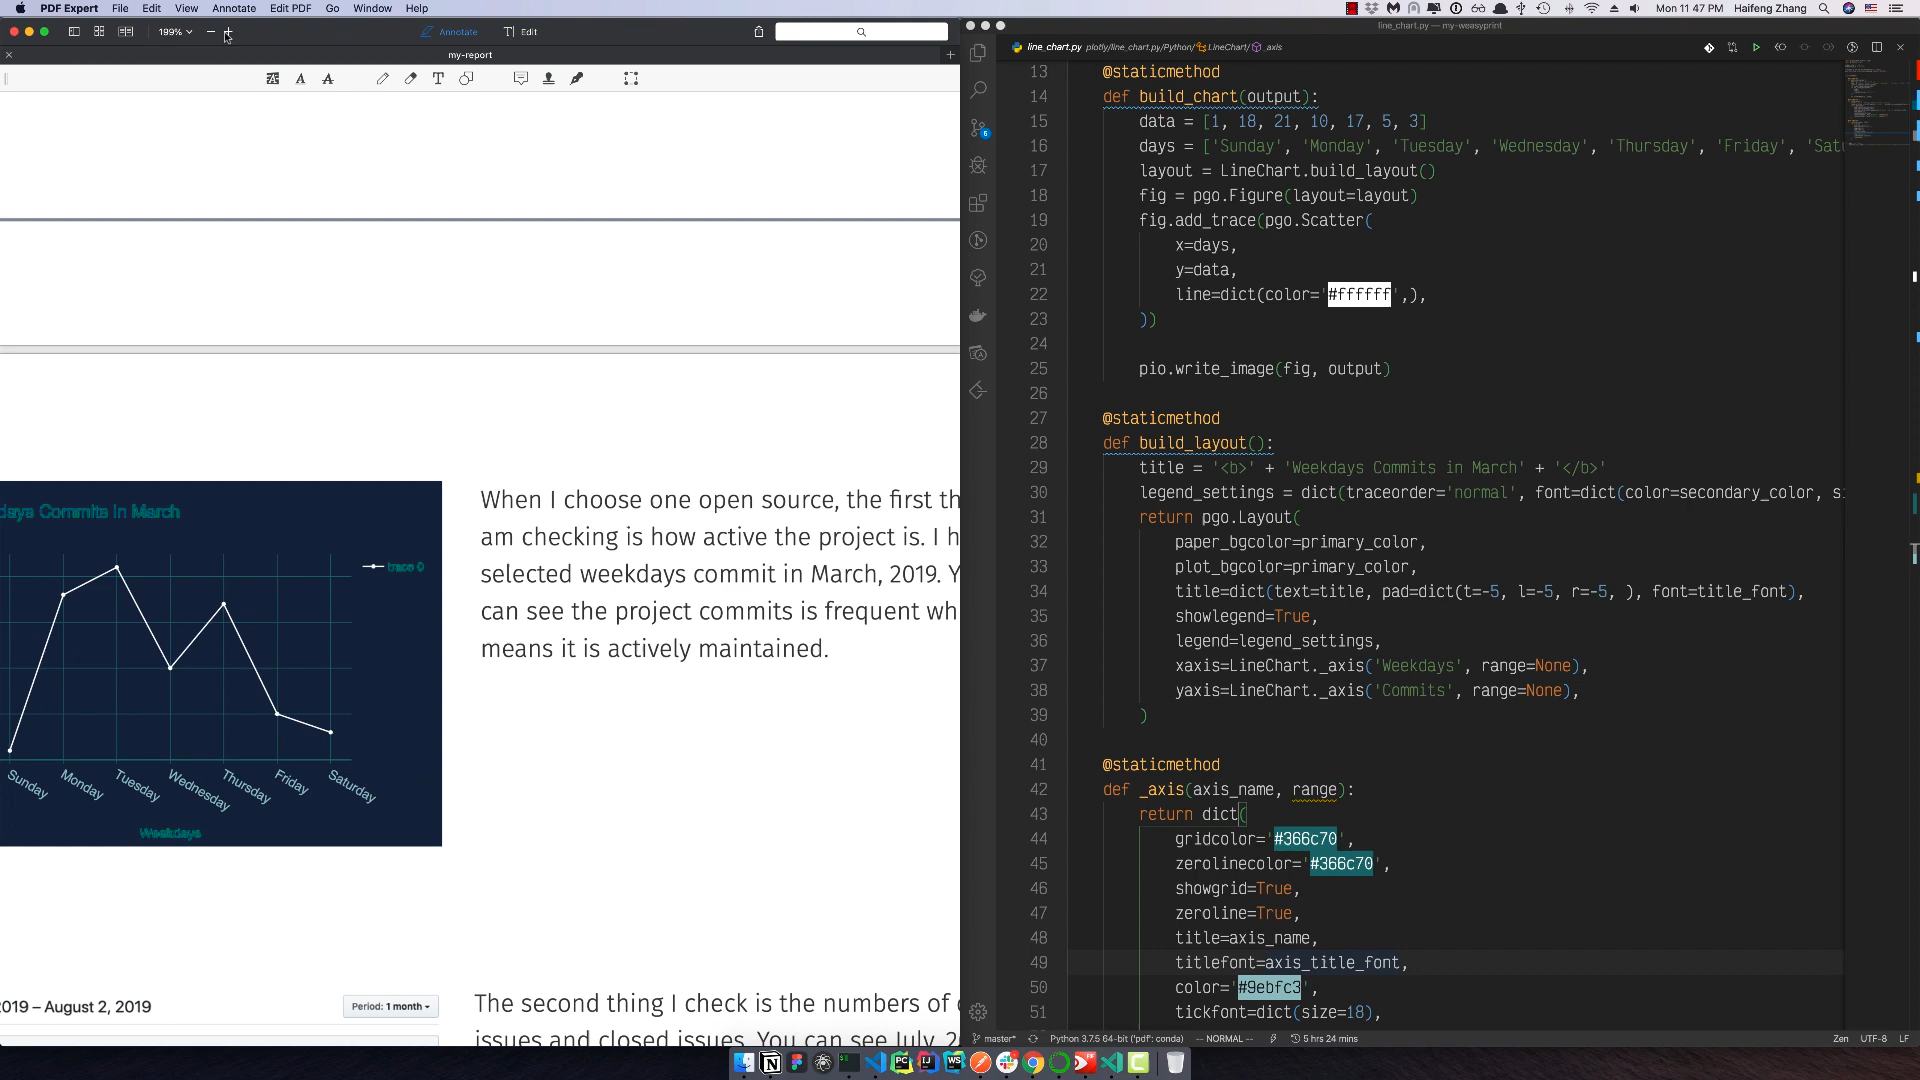 PDF Expert File Edit View Annotate Edit PDF Go Window Help
Mon 11:47 PM Haifeng Zhang
199%
Annotate
Edit
my-report
When I choose one open source, the first th
am checking is how active the project is. I h
selected weekdays commit in March, 2019. Y
can see the project commits is frequent wh
means it is actively maintained.
days Commits in March
trace 0
Sunday
Monday
Tuesday
Wednesday
Thursday
Friday
Saturday
Weekdays
2019 – August 2, 2019
Period: 1 month
The second thing I check is the numbers of
issues and closed issues. You can see July, 2
line_chart.py — my-weasyprint
line_chart.py plotly/line_chart.py/Python/ LineChart/ _axis
13 @staticmethod
14 def build_chart(output):
15 data = [1, 18, 21, 10, 17, 5, 3]
16 days = ['Sunday', 'Monday', 'Tuesday', 'Wednesday', 'Thursday', 'Friday', 'Satu
17 layout = LineChart.build_layout()
18 fig = pgo.Figure(layout=layout)
19 fig.add_trace(pgo.Scatter(
20 x=days,
21 y=data,
22 line=dict(color='#ffffff',),
23 ))
24
25 pio.write_image(fig, output)
26
27 @staticmethod
28 def build_layout():
29 title = '<b>' + 'Weekdays Commits in March' + '</b>'
30 legend_settings = dict(traceorder='normal', font=dict(color=secondary_color, si
31 return pgo.Layout(
32 paper_bgcolor=primary_color,
33 plot_bgcolor=primary_color,
34 title=dict(text=title, pad=dict(t=-5, l=-5, r=-5, ), font=title_font),
35 showlegend=True,
36 legend=legend_settings,
37 xaxis=LineChart._axis('Weekdays', range=None),
38 yaxis=LineChart._axis('Commits', range=None),
39 )
40
41 @staticmethod
42 def _axis(axis_name, range):
43 return dict(
44 gridcolor='#366c70',
45 zerolinecolor='#366c70',
46 showgrid=True,
47 zeroline=True,
48 title=axis_name,
49 titlefont=axis_title_font,
50 color='#9ebfc3',
51 tickfont=dict(size=18),
master* Python 3.7.5 64-bit ('pdf': conda) -- NORMAL -- 5 hrs 24 mins Zen UTF-8 LF